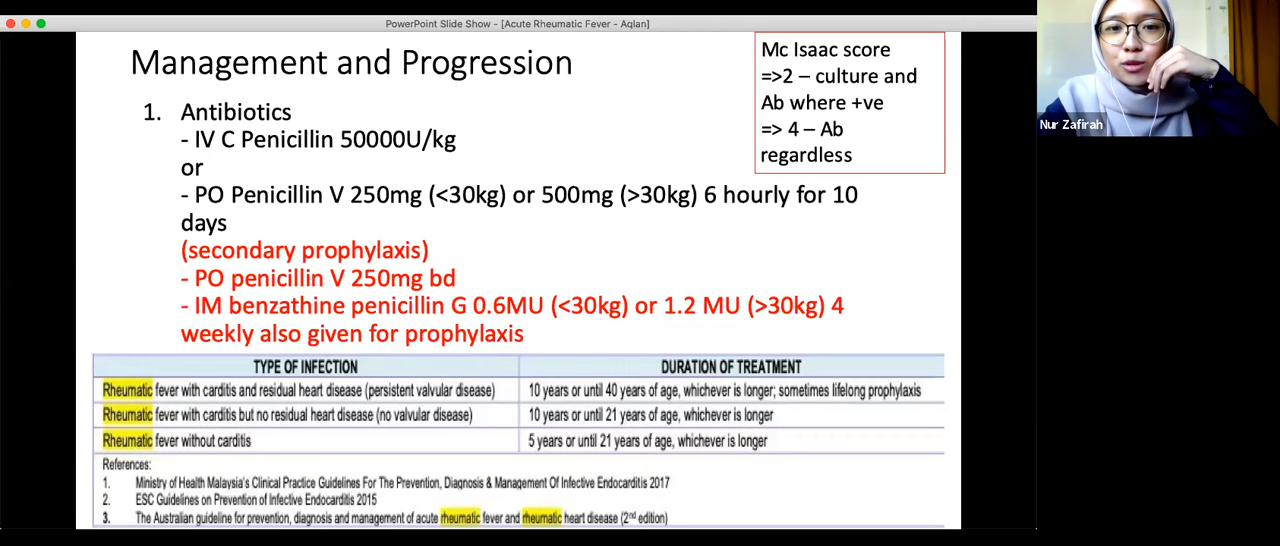 PowerPoint Slide Show - [Acute Rheumatic Fever - Aqlan]
Management and Progression
Mc Isaac score
=>2 – culture and
Ab where +ve
=> 4 – Ab
regardless
Nur Zafirah
1. Antibiotics
- IV C Penicillin 50000U/kg
or
- PO Penicillin V 250mg (<30kg) or 500mg (>30kg) 6 hourly for 10
days
(secondary prophylaxis)
- PO penicillin V 250mg bd
- IM benzathine penicillin G 0.6MU (<30kg) or 1.2 MU (>30kg) 4
weekly also given for prophylaxis
TYPE OF INFECTION DURATION OF TREATMENT
Rheumatic fever with carditis and residual heart disease (persistent valvular disease) 10 years or until 40 years of age, whichever is longer; sometimes lifelong prophylaxis
Rheumatic fever with carditis but no residual heart disease (no valvular disease) 10 years or until 21 years of age, whichever is longer
Rheumatic fever without carditis 5 years or until 21 years of age, whichever is longer
References:
1. Ministry of Health Malaysia's Clinical Practice Guidelines For The Prevention, Diagnosis & Management Of Infective Endocarditis 2017
2. ESC Guidelines on Prevention of Infective Endocarditis 2015
3. The Australian guideline for prevention, diagnosis and management of acute rheumatic fever and rheumatic heart disease (2nd edition)